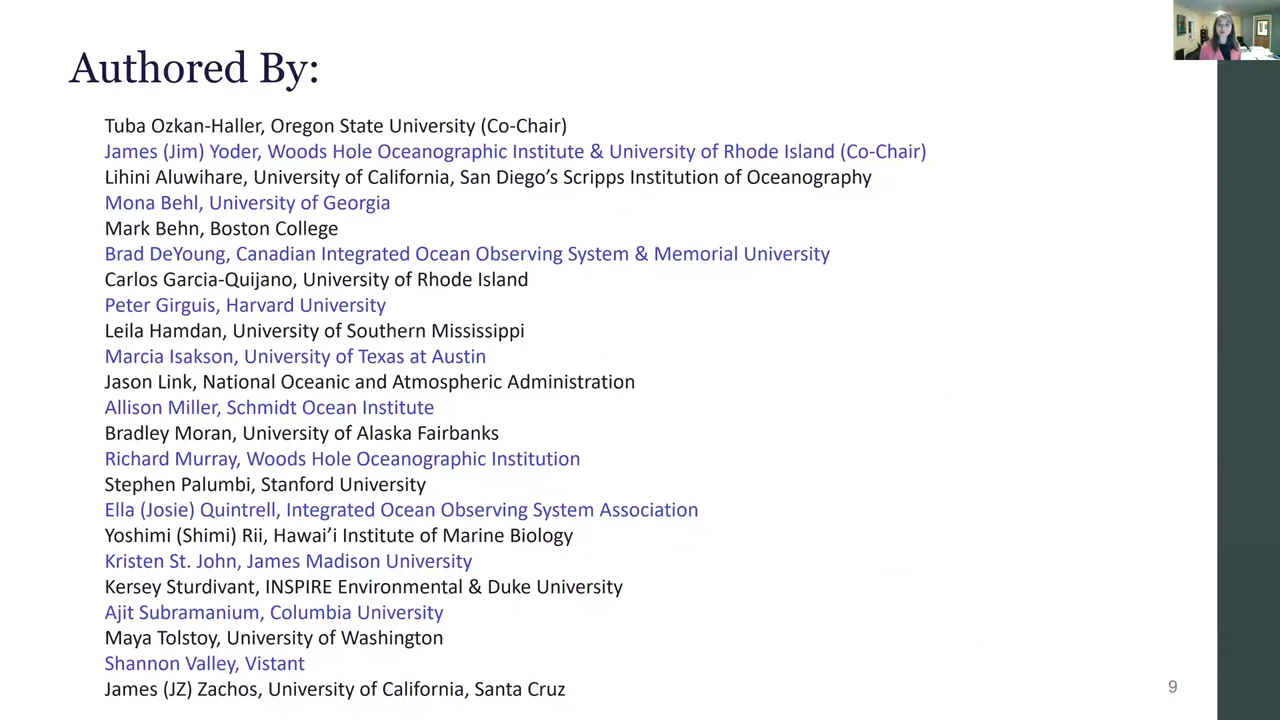 Authored By:
Tuba Ozkan-Haller, Oregon State University (Co-Chair)
James (Jim) Yoder, Woods Hole Oceanographic Institute & University of Rhode Island (Co-Chair)
Lihini Aluwihare, University of California, San Diego’s Scripps Institution of Oceanography
Mona Behl, University of Georgia
Mark Behn, Boston College
Brad DeYoung, Canadian Integrated Ocean Observing System & Memorial University
Carlos Garcia-Quijano, University of Rhode Island
Peter Girguis, Harvard University
Leila Hamdan, University of Southern Mississippi
Marcia Isakson, University of Texas at Austin
Jason Link, National Oceanic and Atmospheric Administration
Allison Miller, Schmidt Ocean Institute
Bradley Moran, University of Alaska Fairbanks
Richard Murray, Woods Hole Oceanographic Institution
Stephen Palumbi, Stanford University
Ella (Josie) Quintrell, Integrated Ocean Observing System Association
Yoshimi (Shimi) Rii, Hawai’i Institute of Marine Biology
Kristen St. John, James Madison University
Kersey Sturdivant, INSPIRE Environmental & Duke University
Ajit Subramanium, Columbia University
Maya Tolstoy, University of Washington
Shannon Valley, Vistant
James (JZ) Zachos, University of California, Santa Cruz
9